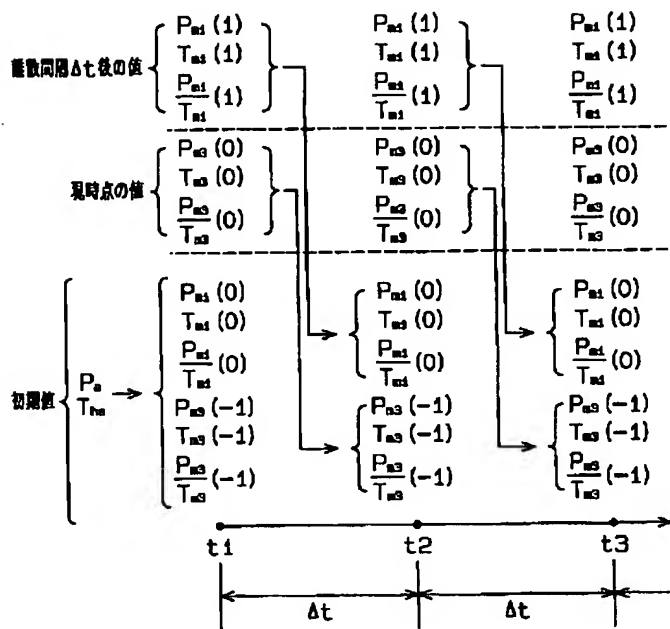 Pm1(1) Pm1(1) Pm1(1)
離散間隔Δt後の値 Tm1(1) Tm1(1) Tm1(1)
Pm1/Tm1(1) Pm1/Tm1(1) Pm1/Tm1(1)
Pm3(0) Pm3(0) Pm3(0)
現時点の値 Tm3(0) Tm3(0) Tm3(0)
Pm3/Tm3(0) Pm3/Tm3(0) Pm3/Tm3(0)
Pm1(0) Pm1(0) Pm1(0)
Tm1(0) Tm3(0) Tm1(0)
Pm1/Tm1(0) Pm1/Tm1(0) Pm1/Tm1(0)
初期値 Pa → Tha
Pm3(-1) Pm3(-1) Pm3(-1)
Tm3(-1) Tm3(-1) Tm3(-1)
Pm3/Tm3(-1) Pm3/Tm3(-1) Pm3/Tm3(-1)
t1 t2 t3
Δt Δt